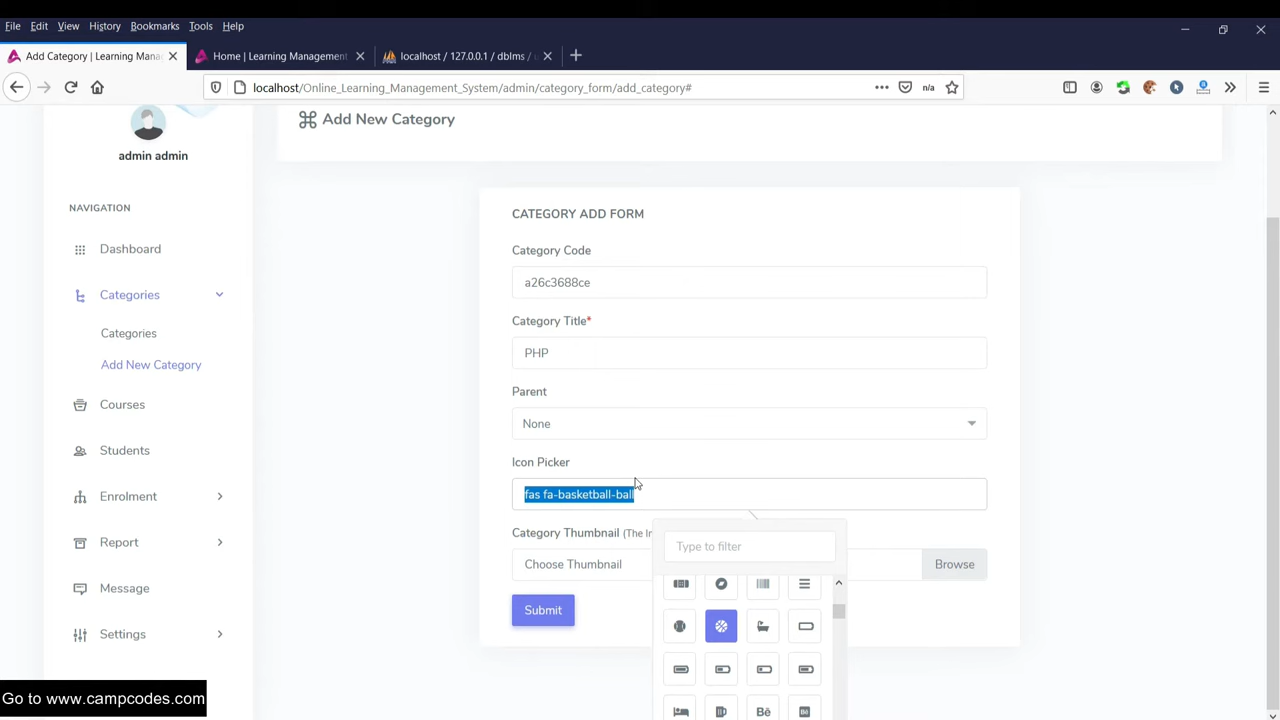 File Edit View History Bookmarks Tools Help
Add Category | Learning Mana
Home | Learning Management
localhost / 127.0.0.1 / dblms /
localhost/Online_Learning_Management_System/admin/category_form/add_category#
n/a
admin admin
Add New Category
NAVIGATION
Dashboard
Categories
Categories
Add New Category
Courses
Students
Enrolment
Report
Message
Settings
CATEGORY ADD FORM
Category Code
a26c3688ce
Category Title*
PHP
Parent
None
Icon Picker
fas fa-basketball-ball
Category Thumbnail (The I
Type to filter
Choose Thumbnail
Browse
Submit
Bē
Bē
Go to www.campcodes.com